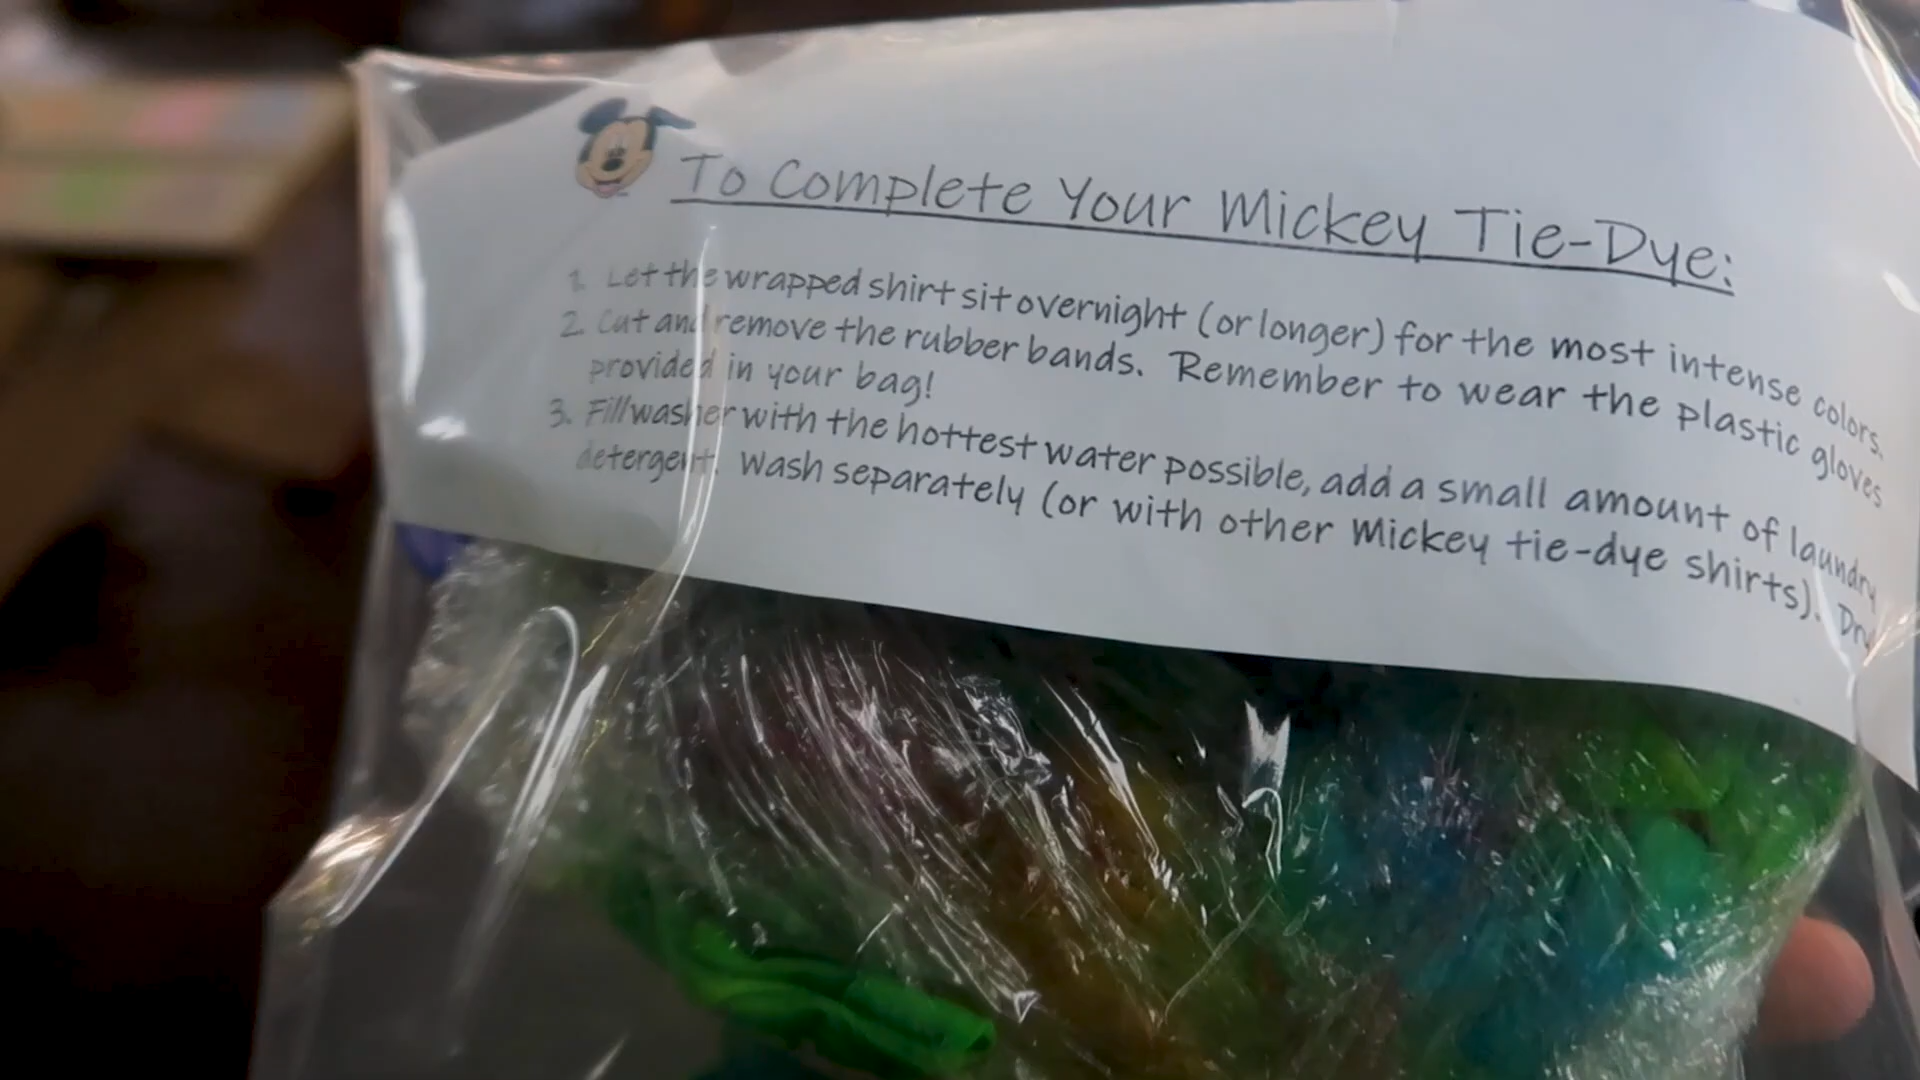 To Complete Your Mickey Tie-Dye:
1. Let the wrapped shirt sit overnight (or longer) for the most intense colors.
2. Cut and remove the rubber bands. Remember to wear the plastic gloves
provided in your bag!
3. Fill washer with the hottest water possible, add a small amount of laundry
detergent. Wash separately (or with other Mickey tie-dye shirts). Dry